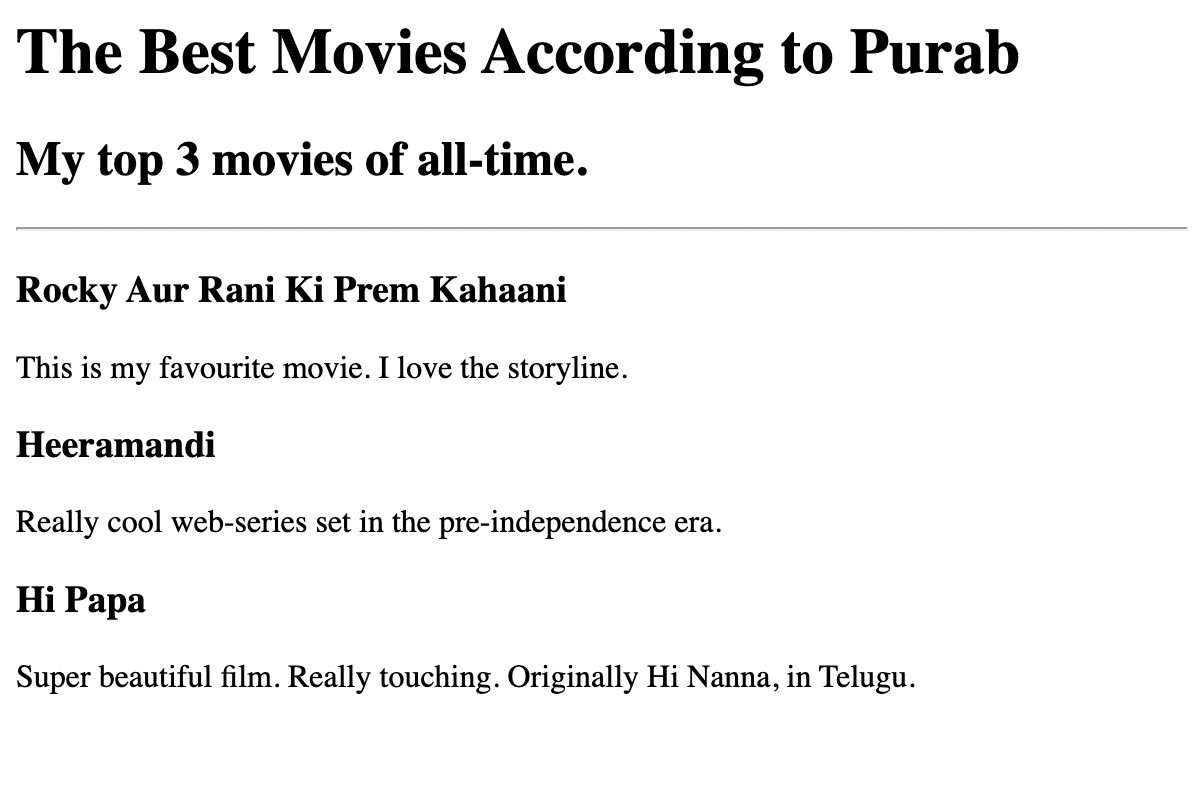 The Best Movies According to Purab
My top 3 movies of all-time.
Rocky Aur Rani Ki Prem Kahaani
This is my favourite movie. I love the storyline.
Heeramandi
Really cool web-series set in the pre-independence era.
Hi Papa
Super beautiful film. Really touching. Originally Hi Nanna, in Telugu.